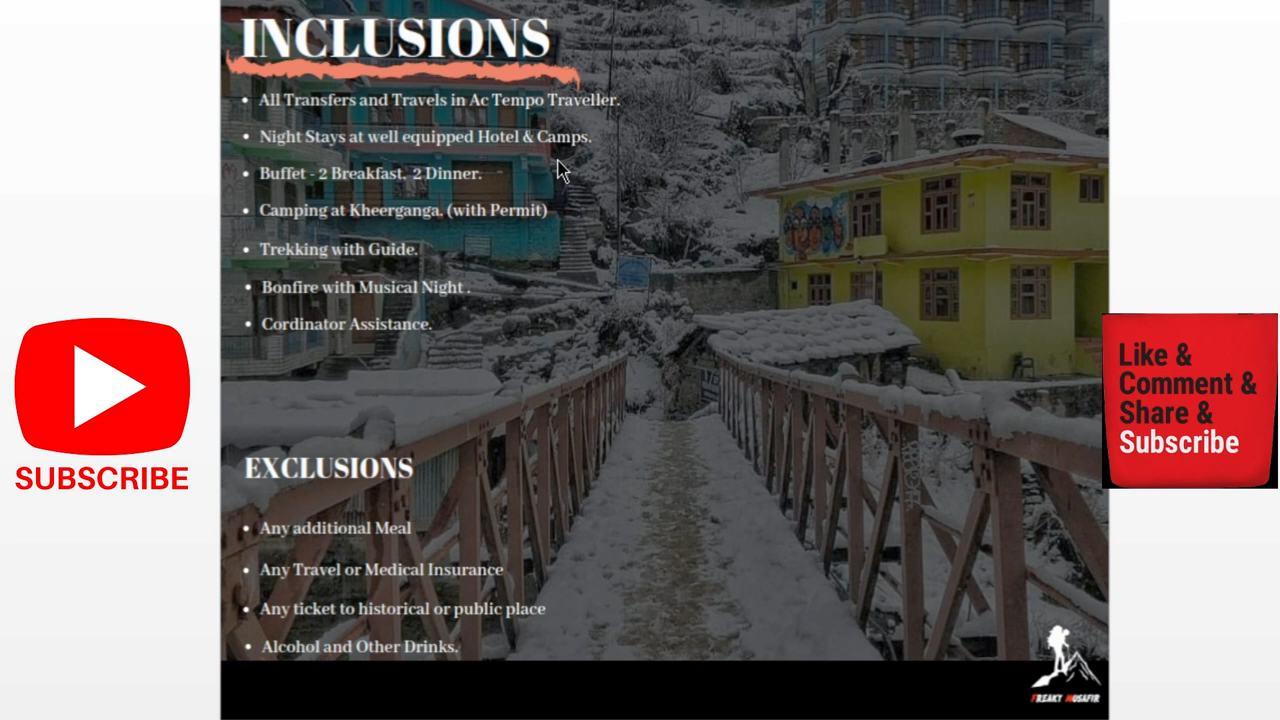 INCLUSIONS
All Transfers and Travels in Ac Tempo Traveller.
Night Stays at well equipped Hotel & Camps.
Buffet - 2 Breakfast, 2 Dinner.
Camping at Kheerganga. (with Permit)
Trekking with Guide.
Bonfire with Musical Night .
Cordinator Assistance.
SUBSCRIBE
Like &
Comment &
Share &
Subscribe
EXCLUSIONS
Any additional Meal
Any Travel or Medical Insurance
Any ticket to historical or public place
Alcohol and Other Drinks.
FREAKY MUSAFIR